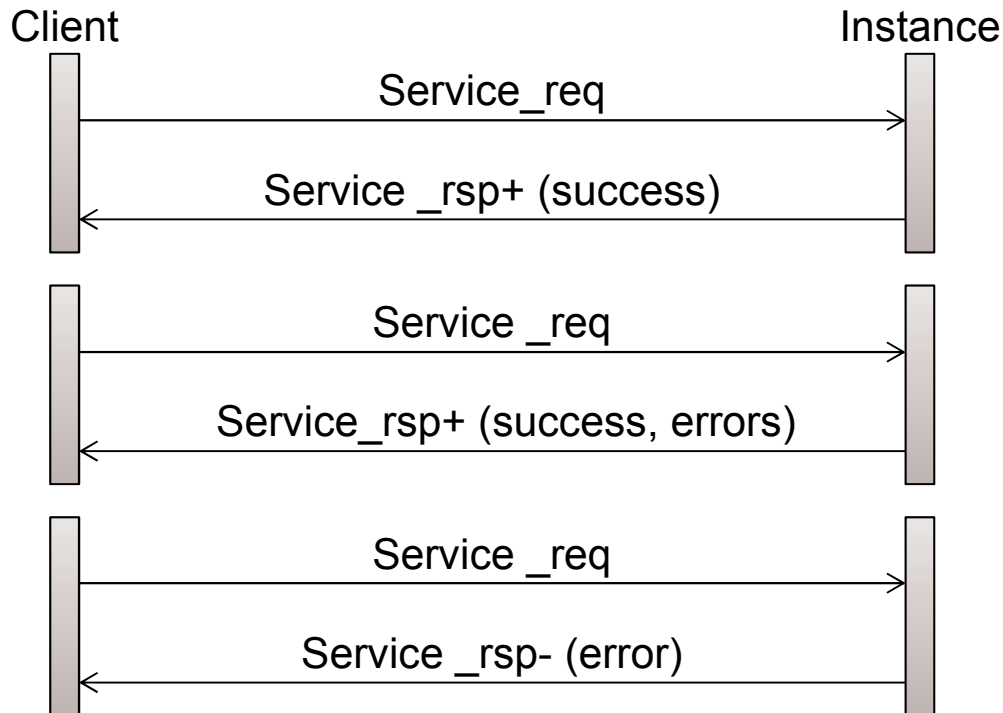 Client
Instance
Service_req
Service _rsp+ (success)
Service _req
Service_rsp+ (success, errors)
Service _req
Service _rsp- (error)